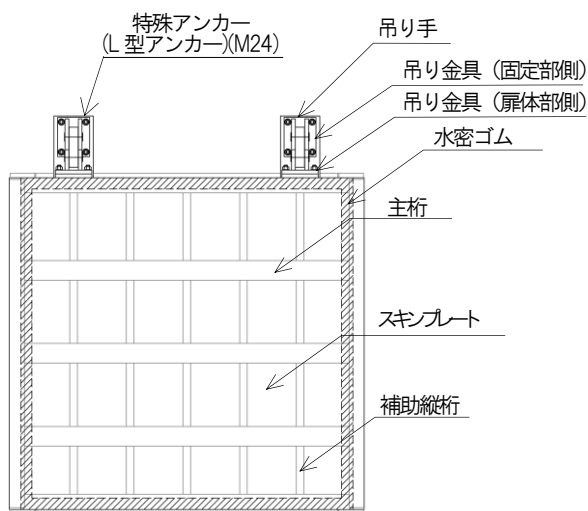 特殊アンカー
(L型アンカー)(M24)
吊り手
吊り金具（固定部側）
吊り金具（扉体部側）
水密ゴム
主桁
スキンプレート
補助縦桁